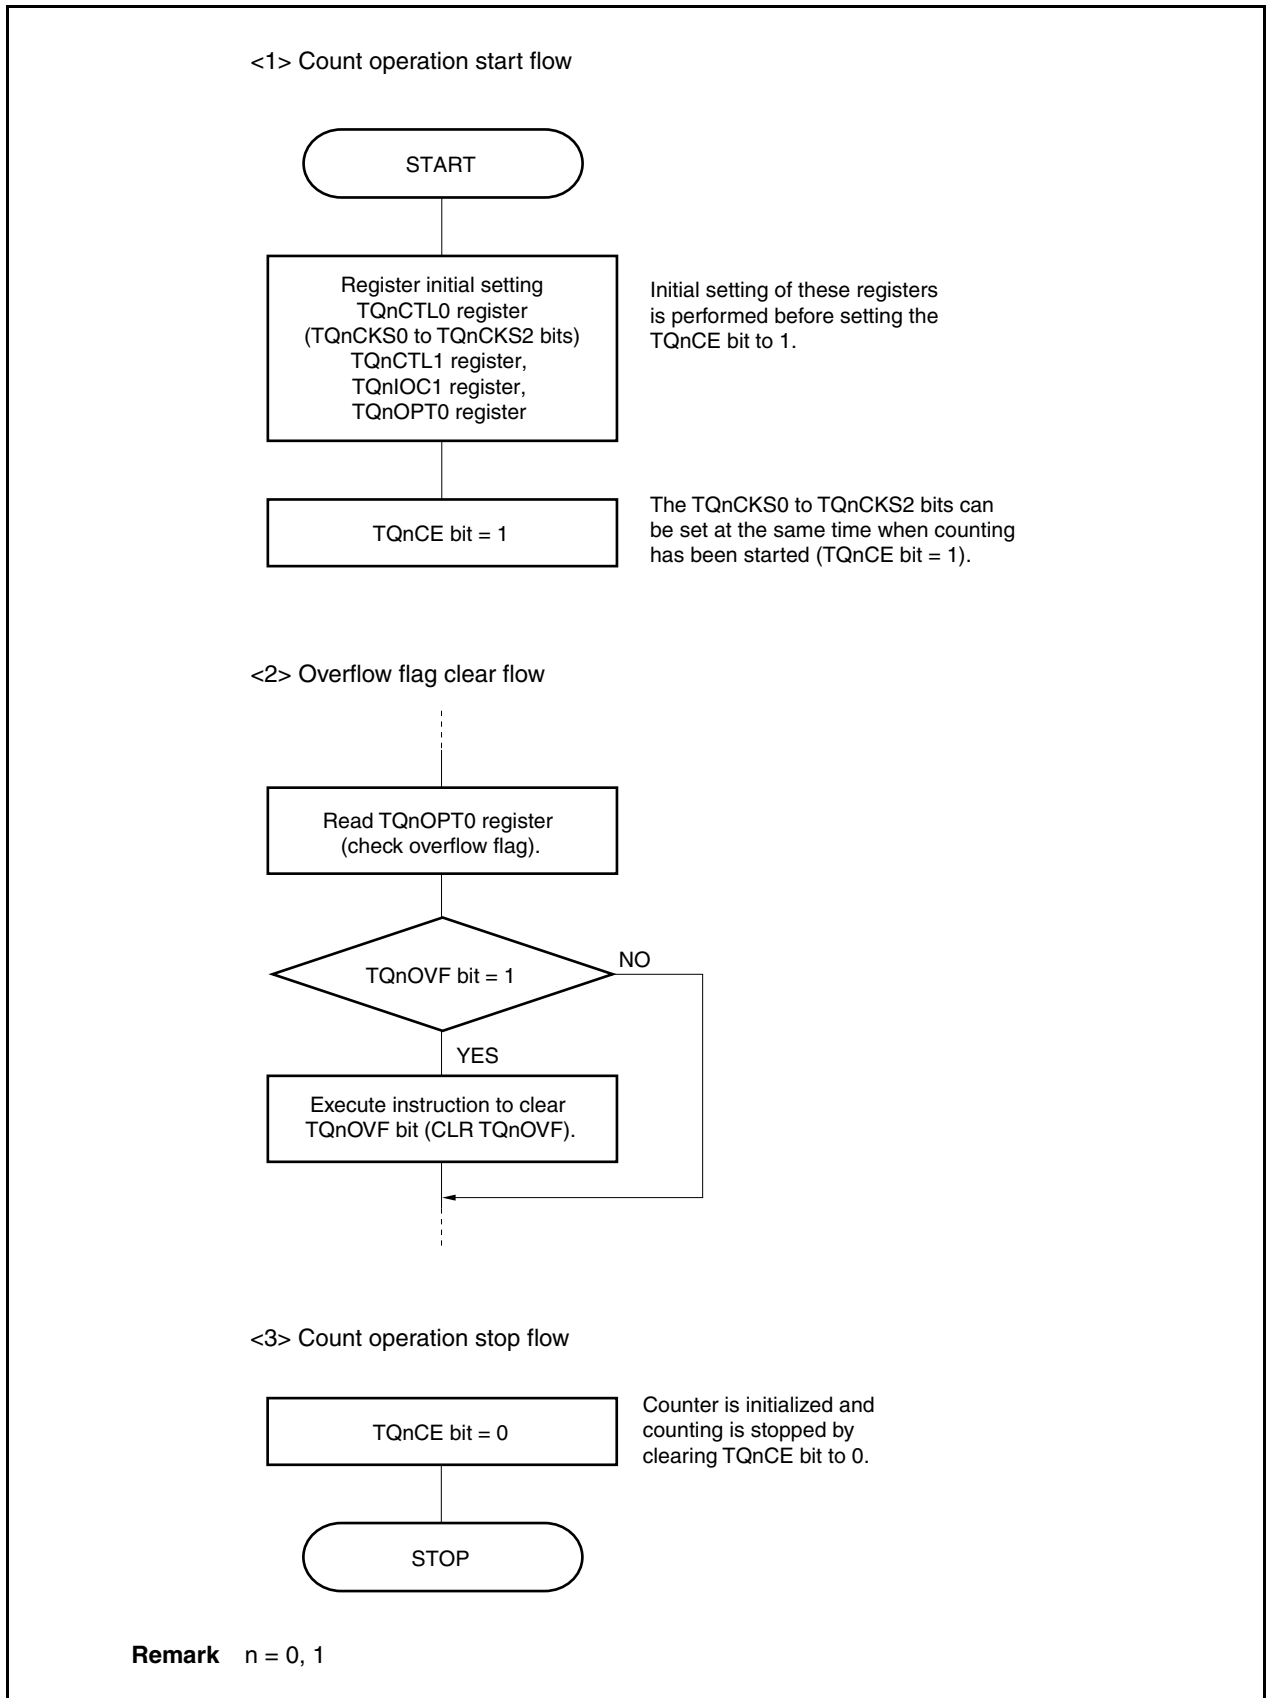 <1> Count operation start flow
START
Register initial setting
TQnCTL0 register
(TQnCKS0 to TQnCKS2 bits)
TQnCTL1 register,
TQnIOC1 register,
TQnOPT0 register
Initial setting of these registers
is performed before setting the
TQnCE bit to 1.
TQnCE bit = 1
The TQnCKS0 to TQnCKS2 bits can
be set at the same time when counting
has been started (TQnCE bit = 1).
<2> Overflow flag clear flow
Read TQnOPT0 register
(check overflow flag).
TQnOVF bit = 1
NO
YES
Execute instruction to clear
TQnOVF bit (CLR TQnOVF).
<3> Count operation stop flow
TQnCE bit = 0
Counter is initialized and
counting is stopped by
clearing TQnCE bit to 0.
STOP
Remark n = 0, 1